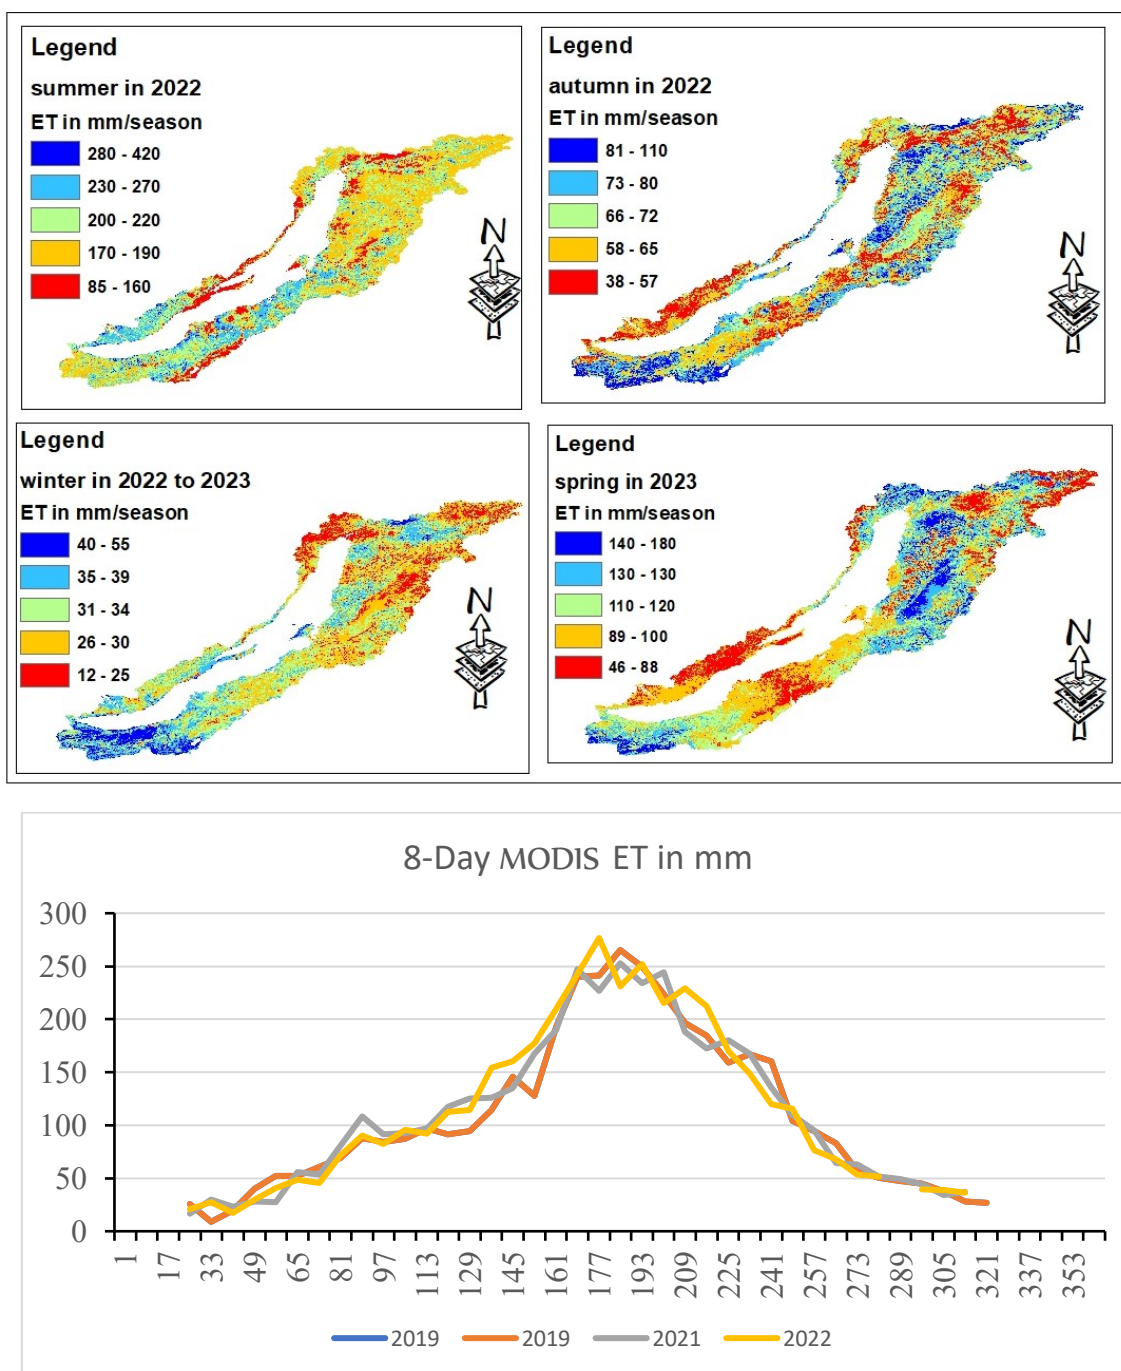 Legend
summer in 2022
ET in mm/season
280 - 420
230 - 270
200 - 220
170 - 190
85 - 160
N
Legend
autumn in 2022
ET in mm/season
81 - 110
73 - 80
66 - 72
58 - 65
38 - 57
N
Legend
winter in 2022 to 2023
ET in mm/season
40 - 55
35 - 39
31 - 34
26 - 30
12 - 25
N
Legend
spring in 2023
ET in mm/season
140 - 180
130 - 130
110 - 120
89 - 100
46 - 88
N
8-Day MODIS ET in mm
300
250
200
150
100
50
0
1 17 33 49 65 81 97 113 129 145 161 177 193 209 225 241 257 273 289 305 321 337 353
2019 2019 2021 2022